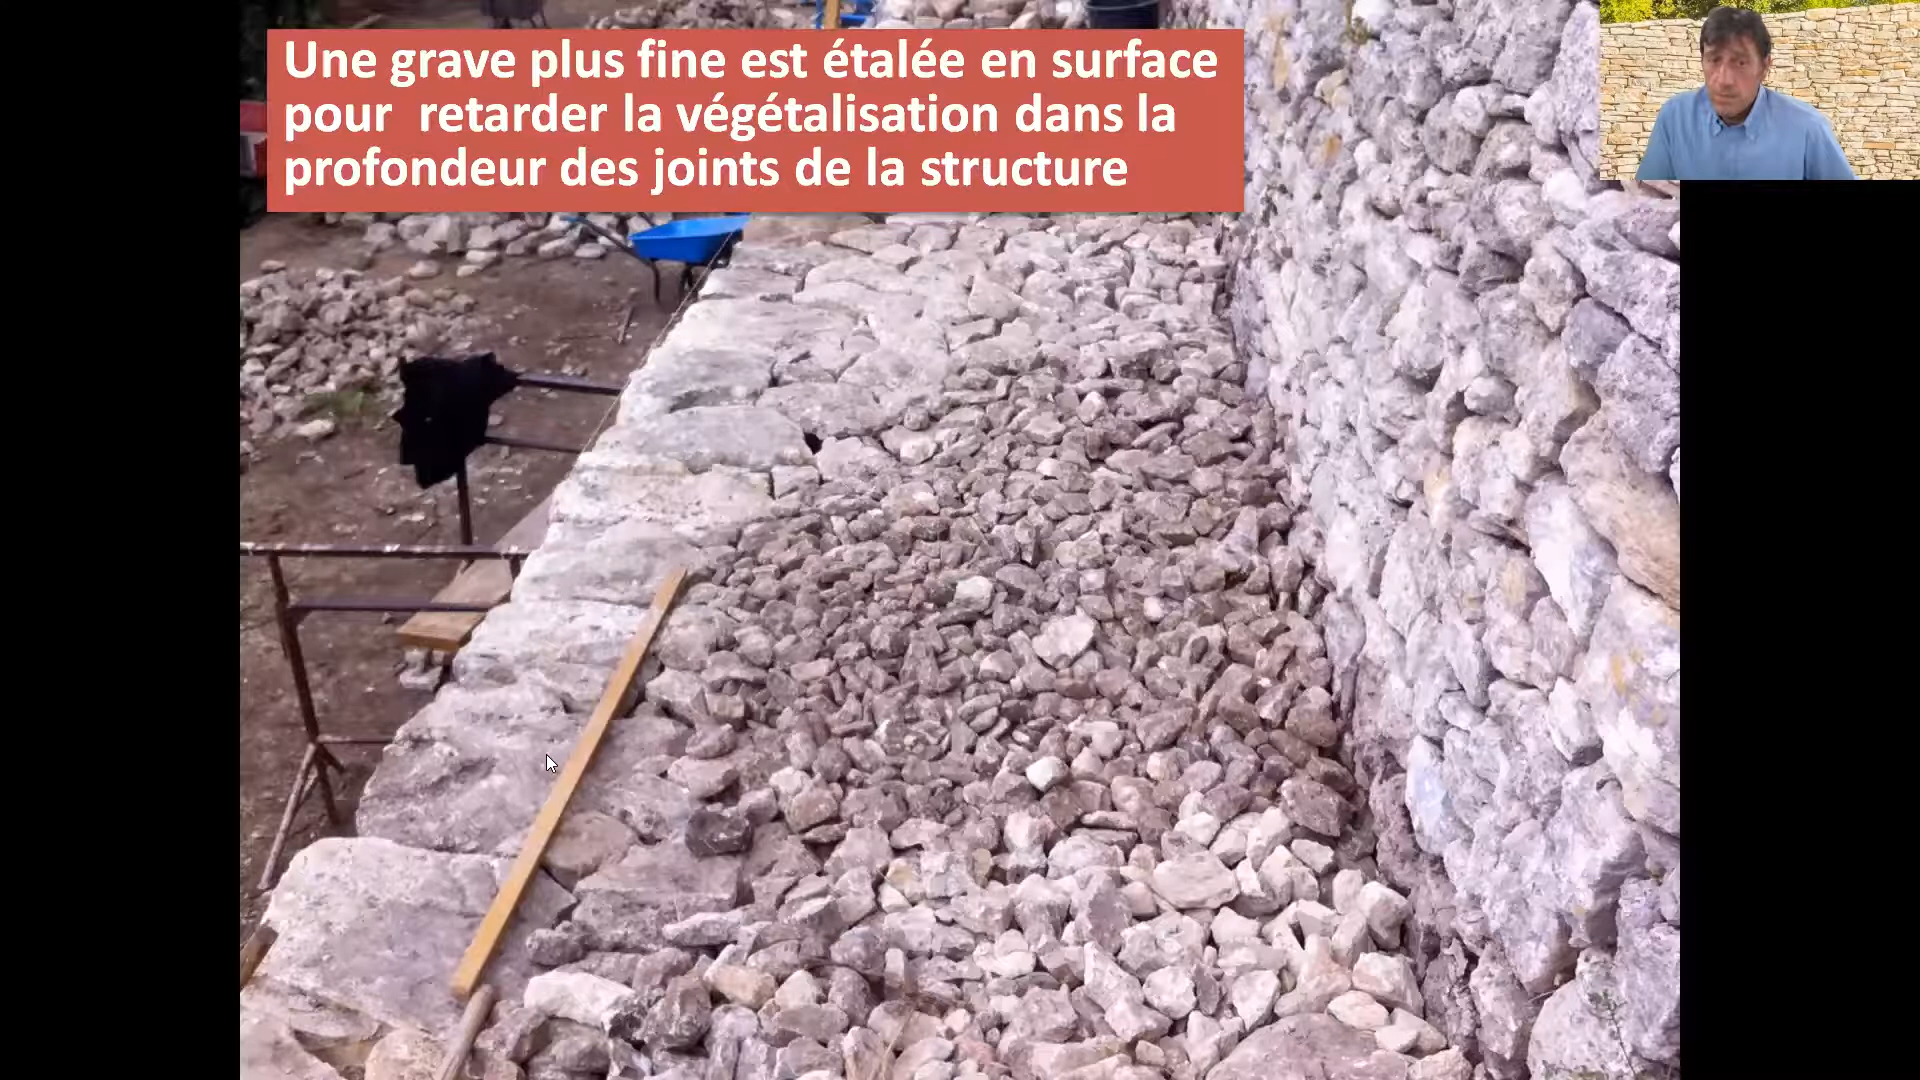 Une grave plus fine est étalée en surface
pour  retarder la végétalisation dans la
profondeur des joints de la structure